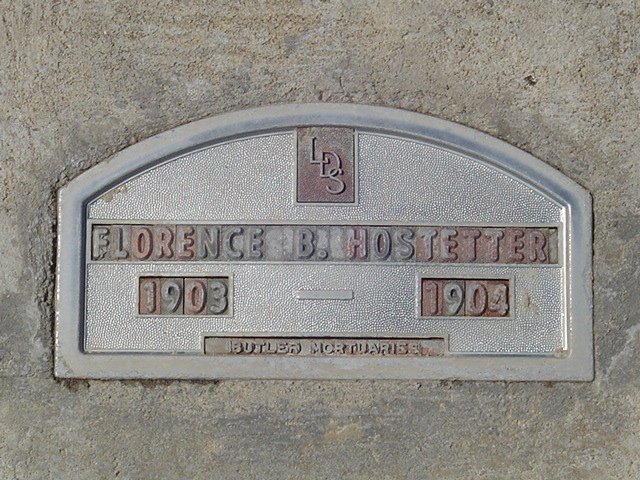 LDS
FLORENCE B. HOSTETTER
1903 — 1904
BUTLER MORTUARIES